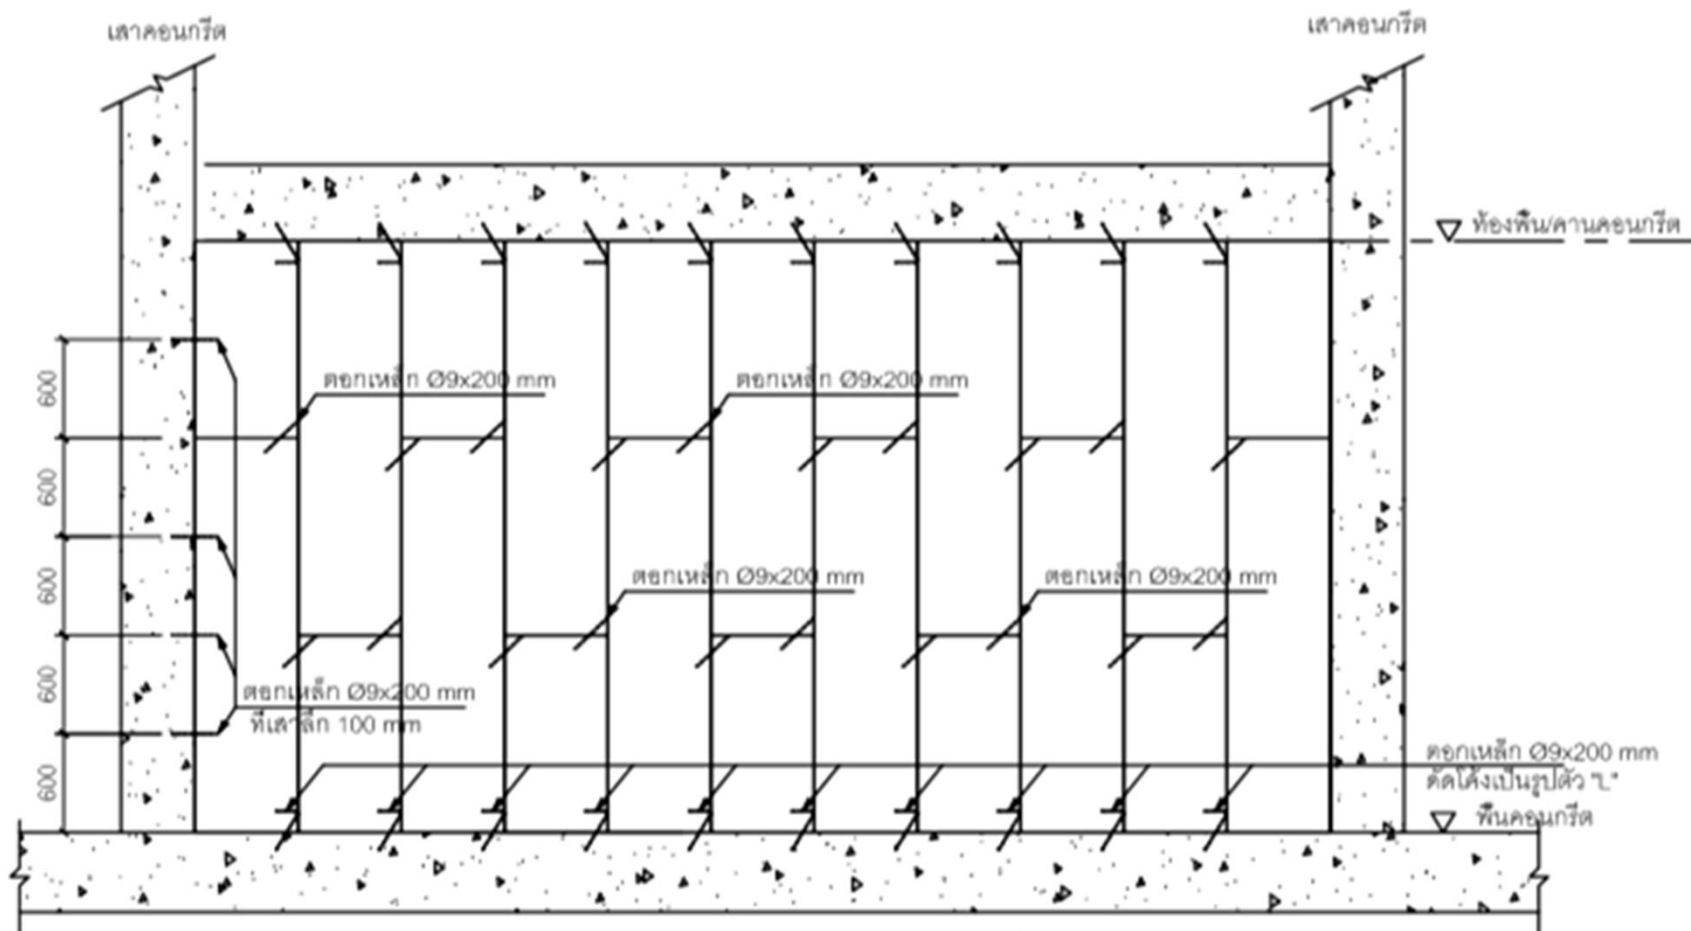 เสาคอนกรีต
เสาคอนกรีต
ท้องพื้น/คานคอนกรีต
ตอกเหล็ก Ø9x200 mm
ตอกเหล็ก Ø9x200 mm
600
600
ตอกเหล็ก Ø9x200 mm
ตอกเหล็ก Ø9x200 mm
600
600
ตอกเหล็ก Ø9x200 mm
ที่เสาลึก 100 mm
600
ตอกเหล็ก Ø9x200 mm
ดัดโค้งเป็นรูปตัว "L"
พื้นคอนกรีต